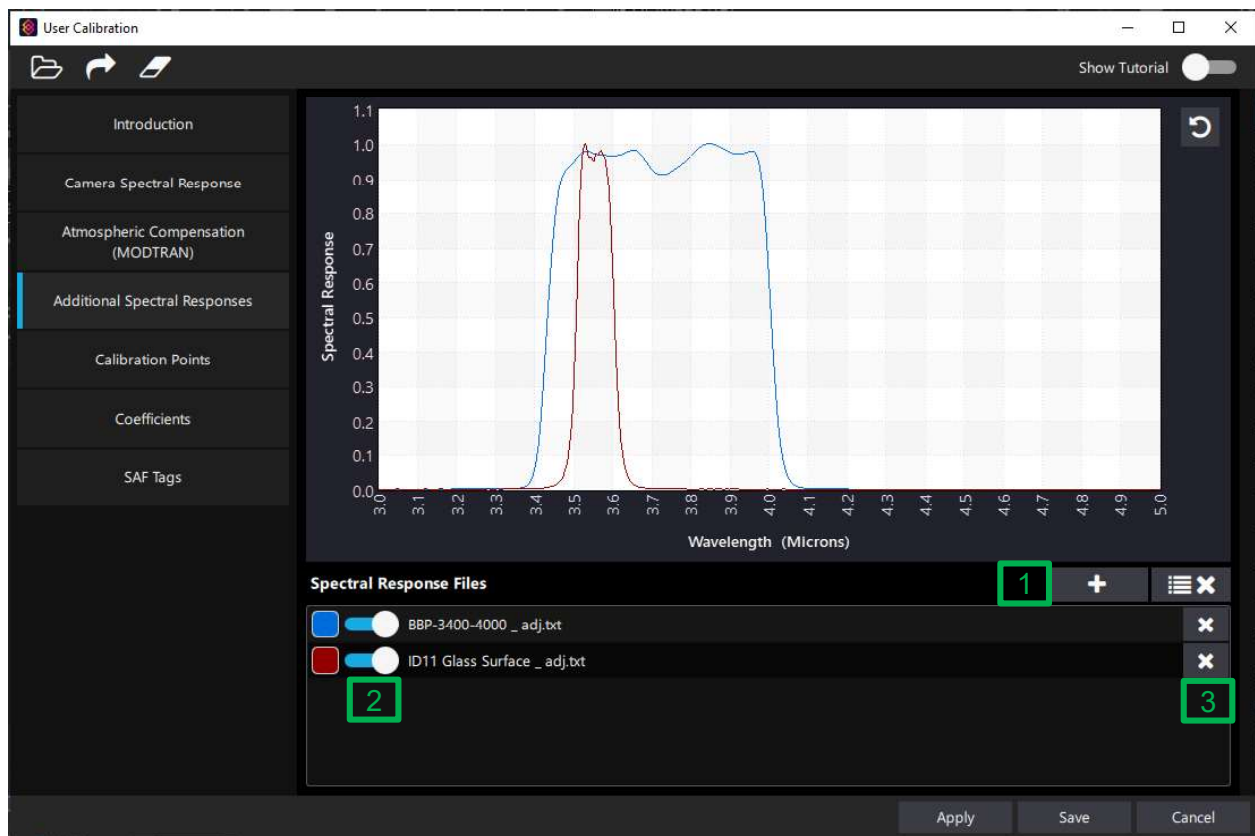 User Calibration
Show Tutorial
Introduction
Camera Spectral Response
Atmospheric Compensation
(MODTRAN)
Additional Spectral Responses
Calibration Points
Coefficients
SAF Tags
Spectral Response
1.1
1.0
0.9
0.8
0.7
0.6
0.5
0.4
0.3
0.2
0.1
0.0
3.0 3.1 3.2 3.3 3.4 3.5 3.6 3.7 3.8 3.9 4.0 4.1 4.2 4.3 4.4 4.5 4.6 4.7 4.8 4.9 5.0
Wavelength (Microns)
Spectral Response Files
1
BBP-3400-4000 _ adj.txt
ID11 Glass Surface _ adj.txt
2
3
Apply Save Cancel